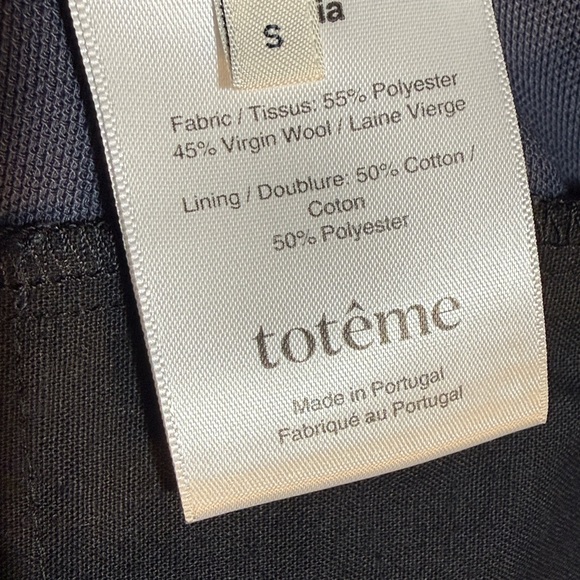 ia
S
Fabric / Tissus: 55% Polyester
45% Virgin Wool / Laine Vierge
Lining / Doublure: 50% Cotton /
Coton
50% Polyester
totême
Made in Portugal
Fabriqué au Portugal